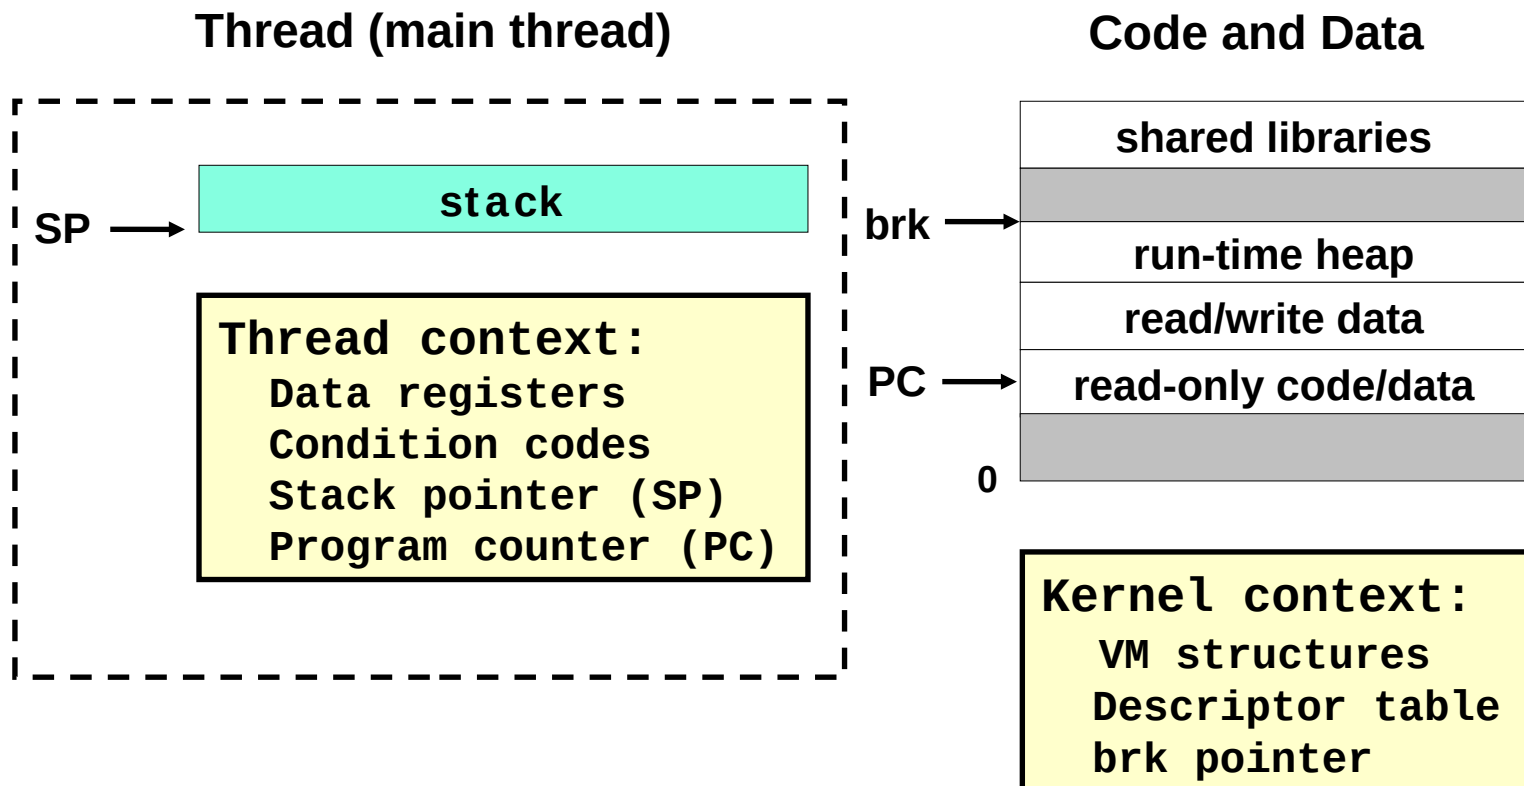 Thread (main thread)
SP
stack
Thread context:
Data registers
Condition codes
Stack pointer (SP)
Program counter (PC)
Code and Data
shared libraries
brk
run-time heap
read/write data
PC
read-only code/data
0
Kernel context:
VM structures
Descriptor table
brk pointer